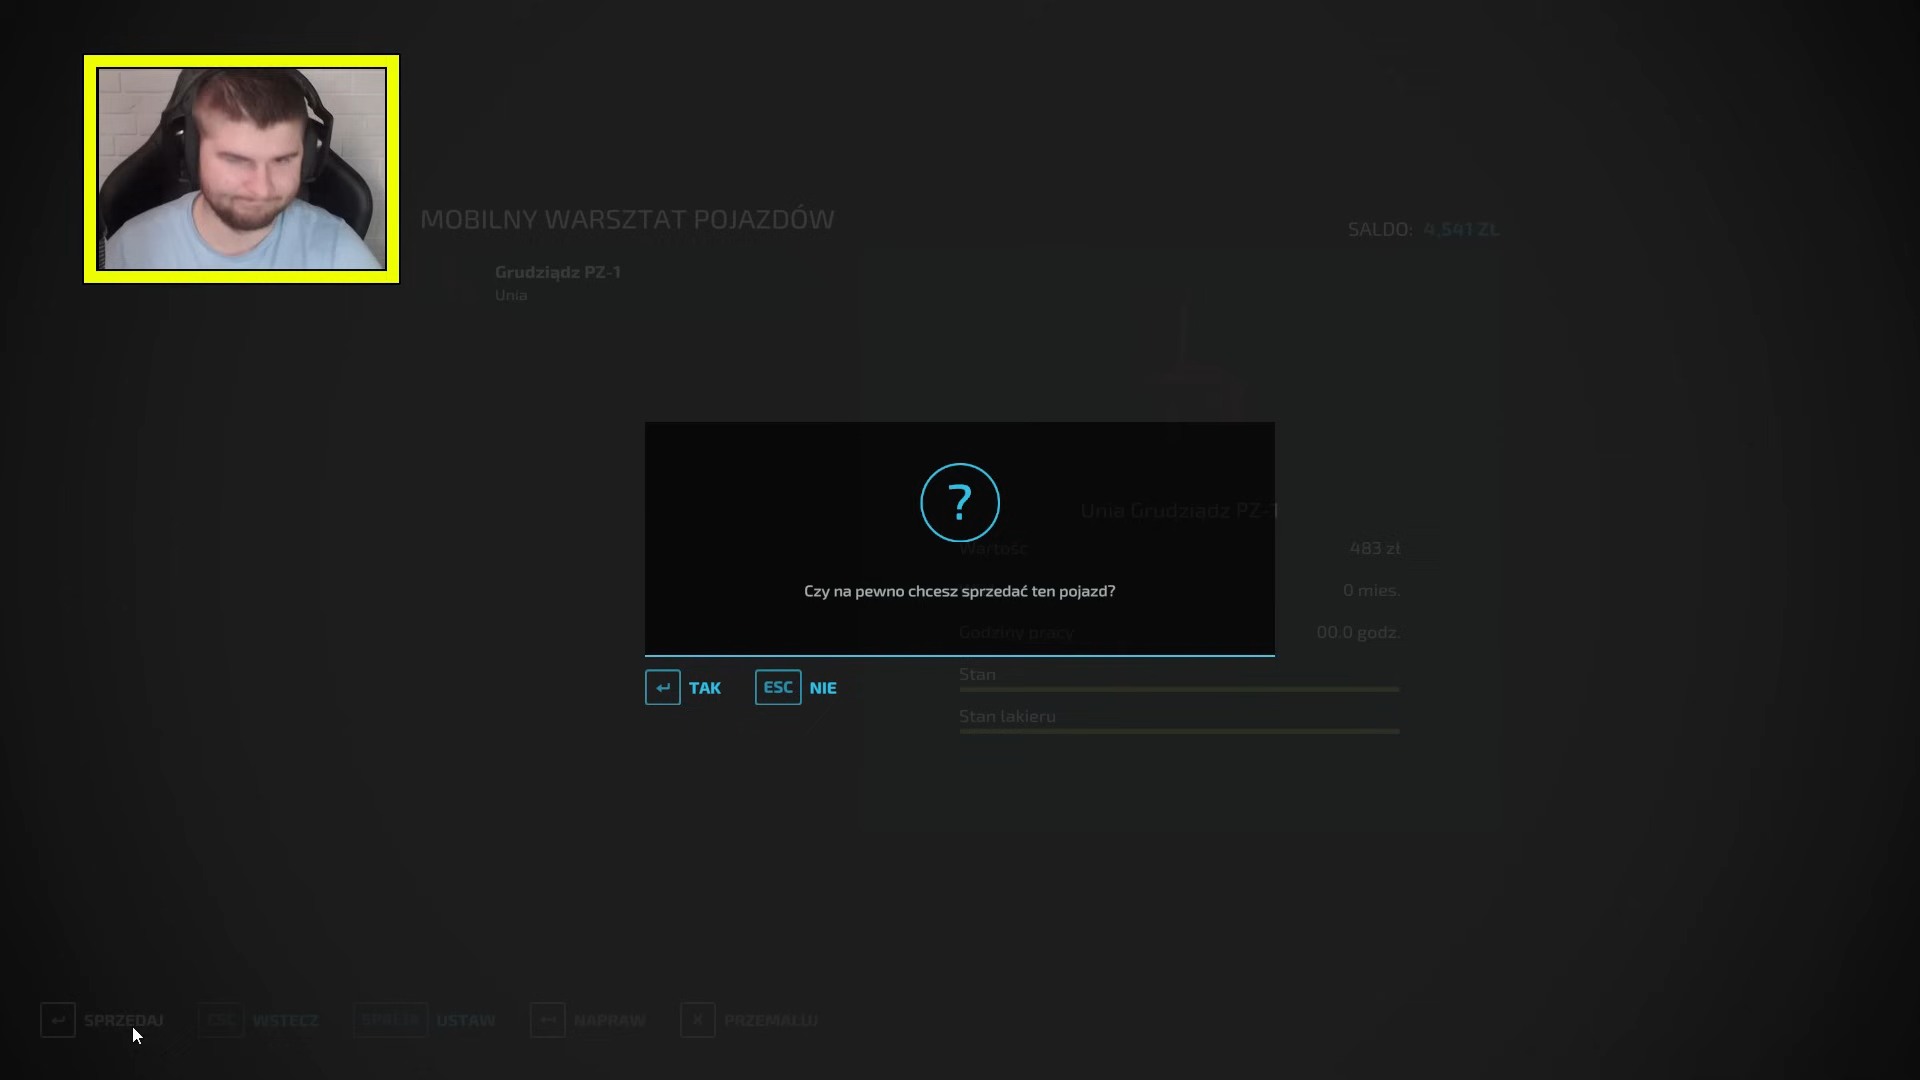 MOBILNY WARSZTAT POJAZDÓW
SALDO: 4,541 ZŁ
Grudziądz PZ-1
Unia
?
Unia Grudziadz PZ-1
Wartość 483 zł
Czy na pewno chcesz sprzedać ten pojazd?
0 mies.
Godziny pracy 00.0 godz.
Stan
TAK ESC NIE
Stan lakieru
SPRZEDAJ ESC WSTECZ USTAW NAPRAW X PRZEMALUJ